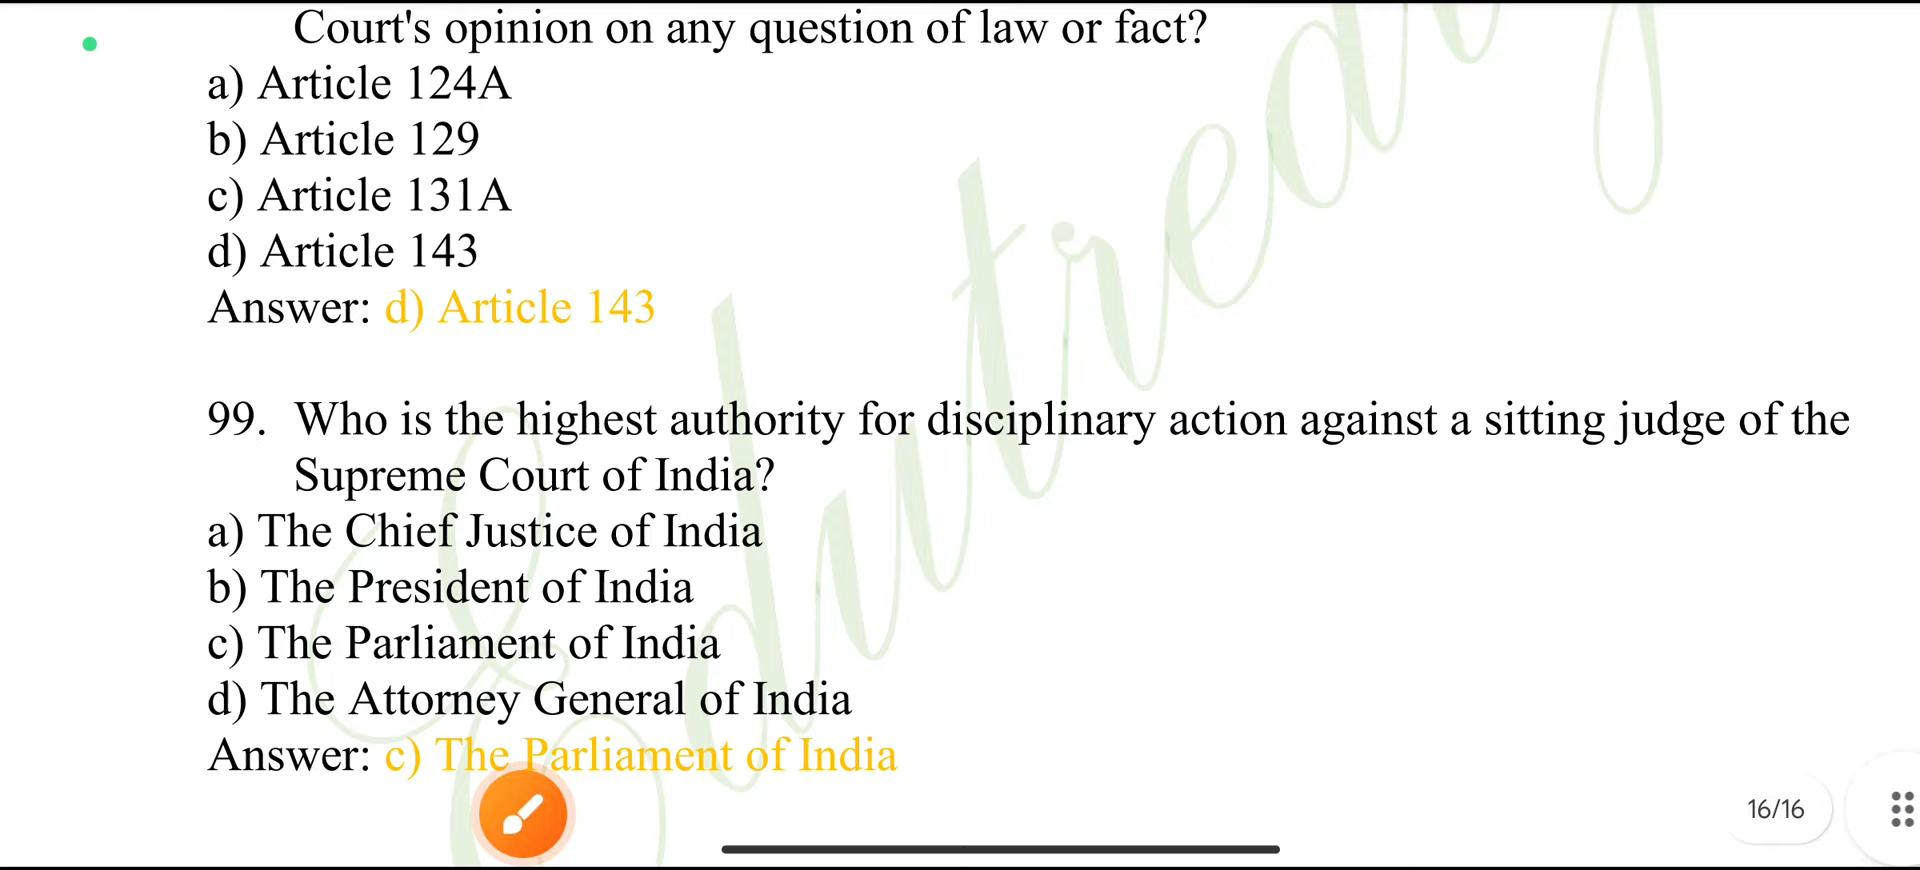 Court's opinion on any question of law or fact?
a) Article 124A
b) Article 129
c) Article 131A
d) Article 143
Answer: d) Article 143
99. Who is the highest authority for disciplinary action against a sitting judge of the
Supreme Court of India?
a) The Chief Justice of India
b) The President of India
c) The Parliament of India
d) The Attorney General of India
Answer: c) The Parliament of India
16/16